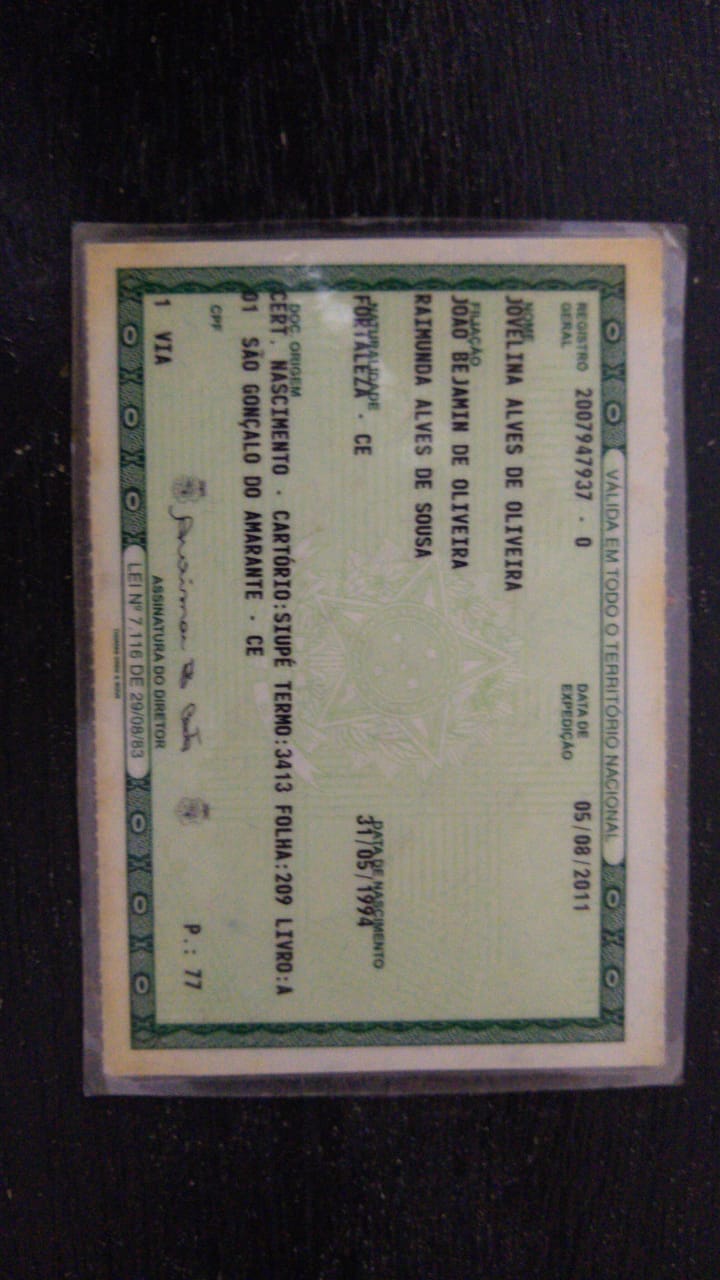 VÁLIDA EM TODO O TERRITÓRIO NACIONAL
REGISTRO GERAL 2007947937 - 0 DATA DE EXPEDIÇÃO 05/08/2011
NOME
JOVELINA ALVES DE OLIVEIRA
FILIAÇÃO
JOAO BEJAMIN DE OLIVEIRA
RAIMUNDA ALVES DE SOUSA
NATURALIDADE DATA DE NASCIMENTO
FORTALEZA - CE 31/05/1994
DOC. ORIGEM
CERT. NASCIMENTO - CARTÓRIO:SIUPÉ TERMO:3413 FOLHA:209 LIVRO:A
01 SÃO GONÇALO DO AMARANTE - CE
CPF
P.: 77
1 VIA
ASSINATURA DO DIRETOR
LEI Nº 7.116 DE 29/08/83